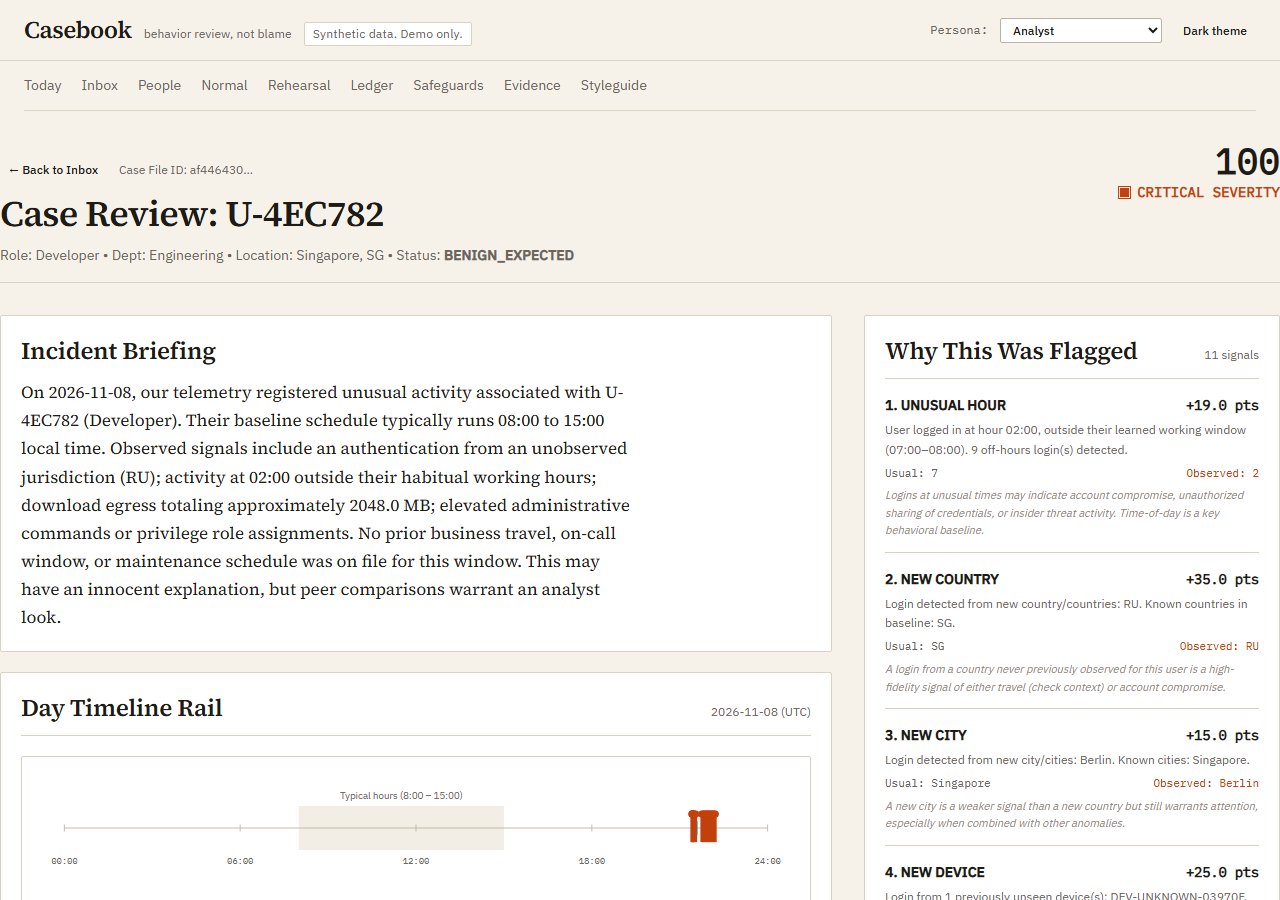 Casebook behavior review, not blame Synthetic data. Demo only. Persona: Analyst Dark theme
Today Inbox People Normal Rehearsal Ledger Safeguards Evidence Styleguide
← Back to Inbox Case File ID: af446430...
100
CRITICAL SEVERITY
Case Review: U-4EC782
Role: Developer • Dept: Engineering • Location: Singapore, SG • Status: BENIGN_EXPECTED
Incident Briefing
On 2026-11-08, our telemetry registered unusual activity associated with U-
4EC782 (Developer). Their baseline schedule typically runs 08:00 to 15:00
local time. Observed signals include an authentication from an unobserved
jurisdiction (RU); activity at 02:00 outside their habitual working hours;
download egress totaling approximately 2048.0 MB; elevated administrative
commands or privilege role assignments. No prior business travel, on-call
window, or maintenance schedule was on file for this window. This may
have an innocent explanation, but peer comparisons warrant an analyst
look.
Day Timeline Rail 2026-11-08 (UTC)
Typical hours (8:00 – 15:00)
00:00 06:00 12:00 18:00 24:00
Why This Was Flagged 11 signals
1. UNUSUAL HOUR +19.0 pts
User logged in at hour 02:00, outside their learned working window
(07:00–08:00). 9 off-hours login(s) detected.
Usual: 7 Observed: 2
Logins at unusual times may indicate account compromise, unauthorized
sharing of credentials, or insider threat activity. Time-of-day is a key
behavioral baseline.
2. NEW COUNTRY +35.0 pts
Login detected from new country/countries: RU. Known countries in
baseline: SG.
Usual: SG Observed: RU
A login from a country never previously observed for this user is a high-
fidelity signal of either travel (check context) or account compromise.
3. NEW CITY +15.0 pts
Login detected from new city/cities: Berlin. Known cities: Singapore.
Usual: Singapore Observed: Berlin
A new city is a weaker signal than a new country but still warrants attention,
especially when combined with other anomalies.
4. NEW DEVICE +25.0 pts
Login from 1 previously unseen device(s): DEV-UNKNOWN-03970F.